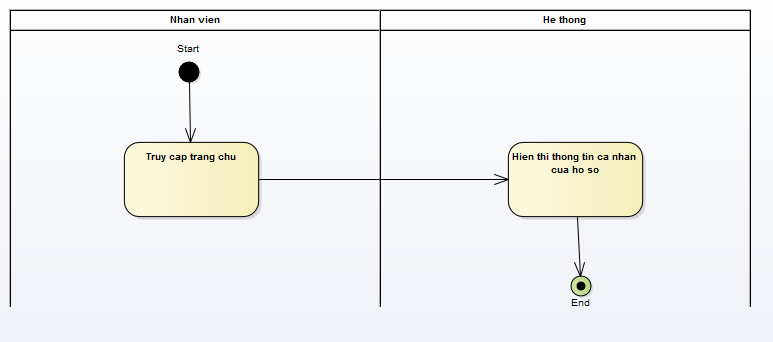 Nhan vien
He thong
Start
Truy cap trang chu
Hien thi thong tin ca nhan
cua ho so
End